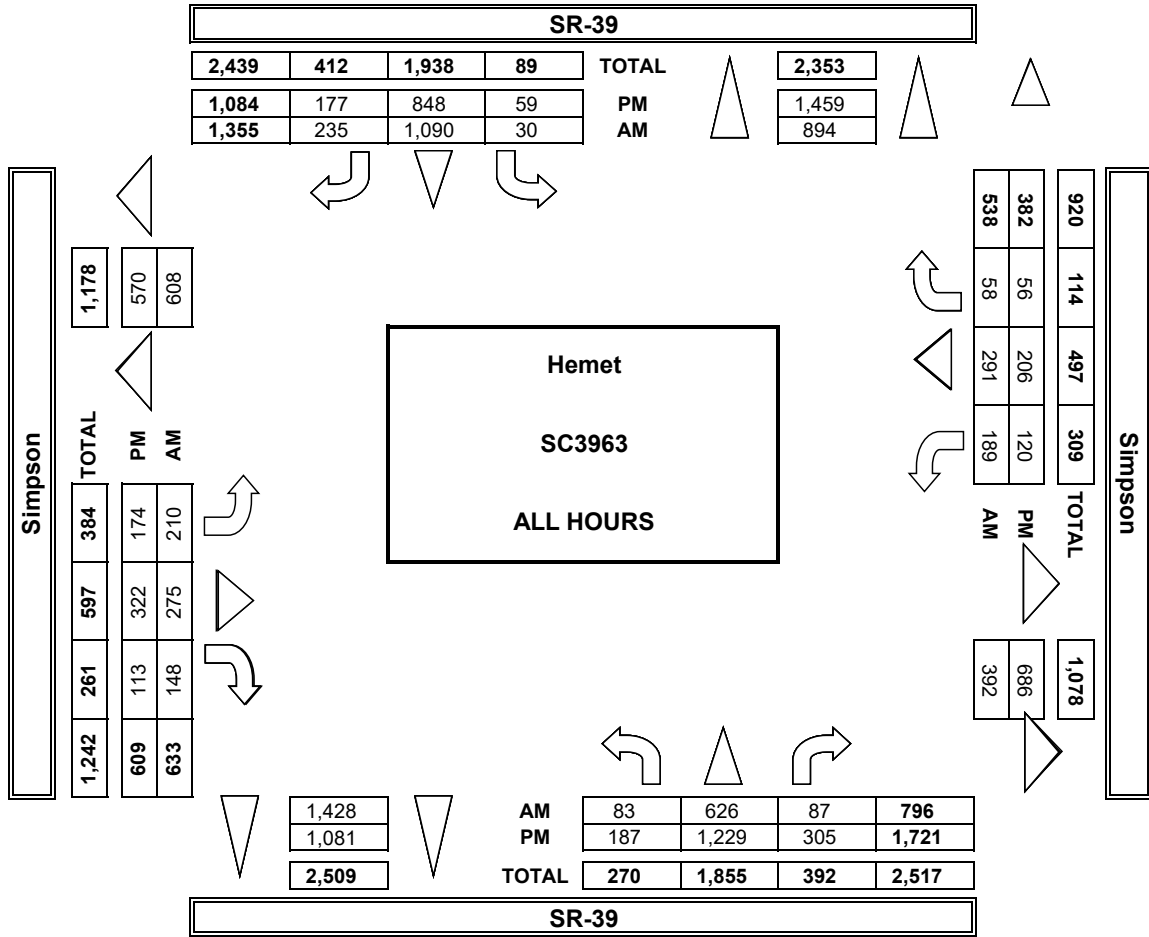 SR-39
2,439 412 1,938 89 TOTAL 2,353
1,084 177 848 59 PM 1,459
1,355 235 1,090 30 AM 894
Simpson
1,178
570
608
TOTAL
PM
AM
384 597 261 1,242
174 322 113 609
210 275 148 633
Hemet
SC3963
ALL HOURS
920 114 497 309 TOTAL
382 56 206 120 PM
538 58 291 189 AM
1,078
686
392
Simpson
1,428 AM 83 626 87 796
1,081 PM 187 1,229 305 1,721
2,509 TOTAL 270 1,855 392 2,517
SR-39